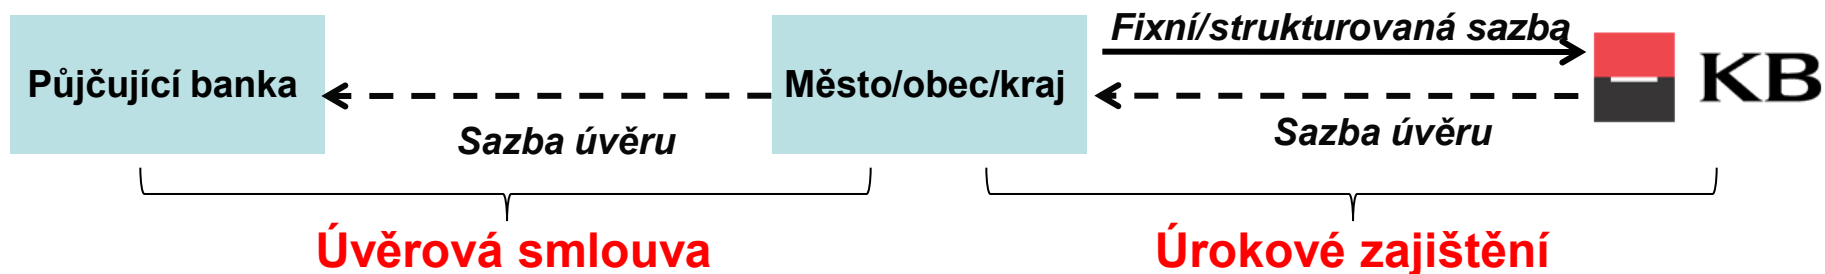 Fixní/strukturovaná sazba
Půjčující banka
Město/obec/kraj
KB
Sazba úvěru
Sazba úvěru
Úvěrová smlouva
Úrokové zajištění